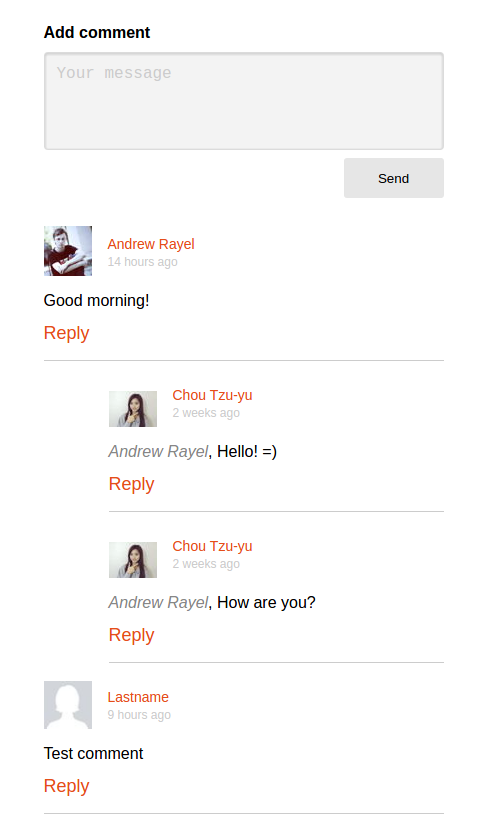 Add comment
Your message
Send
Andrew Rayel
14 hours ago
Good morning!
Reply
Chou Tzu-yu
2 weeks ago
Andrew Rayel, Hello! =)
Reply
Chou Tzu-yu
2 weeks ago
Andrew Rayel, How are you?
Reply
Lastname
9 hours ago
Test comment
Reply